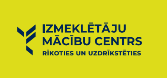 IZMEKLĒTĀJU
MĀCĪBU CENTRS
RĪKOTIES UN UZDRĪKSTĒTIES